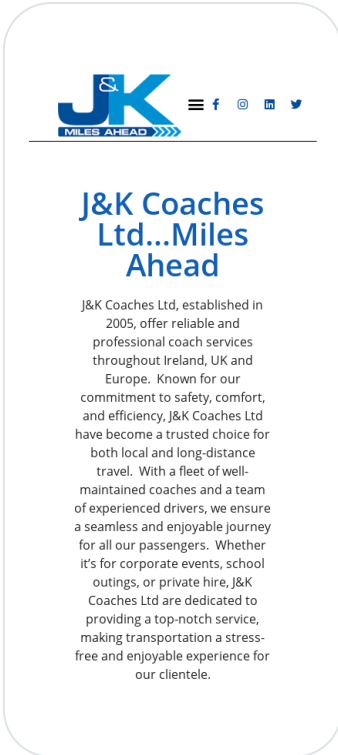 J&K
MILES AHEAD
J&K Coaches
Ltd...Miles
Ahead
J&K Coaches Ltd, established in
2005, offer reliable and
professional coach services
throughout Ireland, UK and
Europe.  Known for our
commitment to safety, comfort,
and efficiency, J&K Coaches Ltd
have become a trusted choice for
both local and long-distance
travel.  With a fleet of well-
maintained coaches and a team
of experienced drivers, we ensure
a seamless and enjoyable journey
for all our passengers.  Whether
it’s for corporate events, school
outings, or private hire, J&K
Coaches Ltd are dedicated to
providing a top-notch service,
making transportation a stress-
free and enjoyable experience for
our clientele.